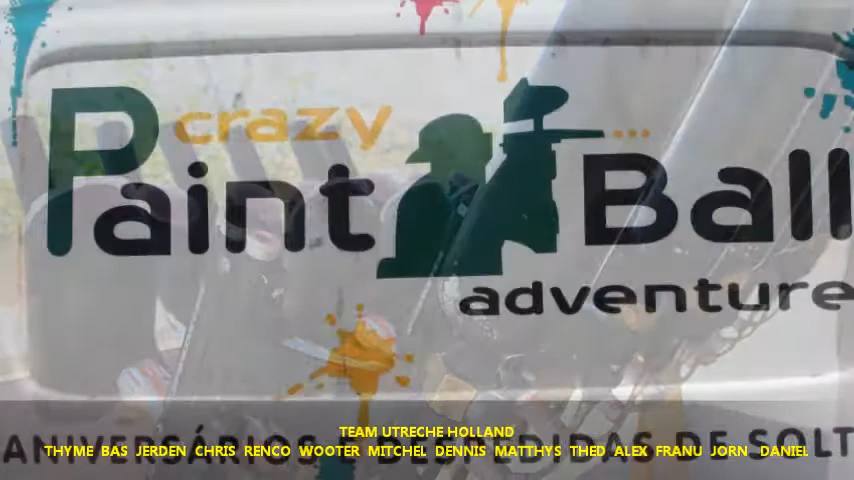 crazy
Paint Ball
adventure
TEAM UTRECHE HOLLAND
ANIVERSÁRIOS E DESPEDIDAS DE SOLT
THYME BAS JERDEN CHRIS RENCO WOOTER MITCHEL DENNIS MATTHYS THED ALEX FRANU JORN DANIEL